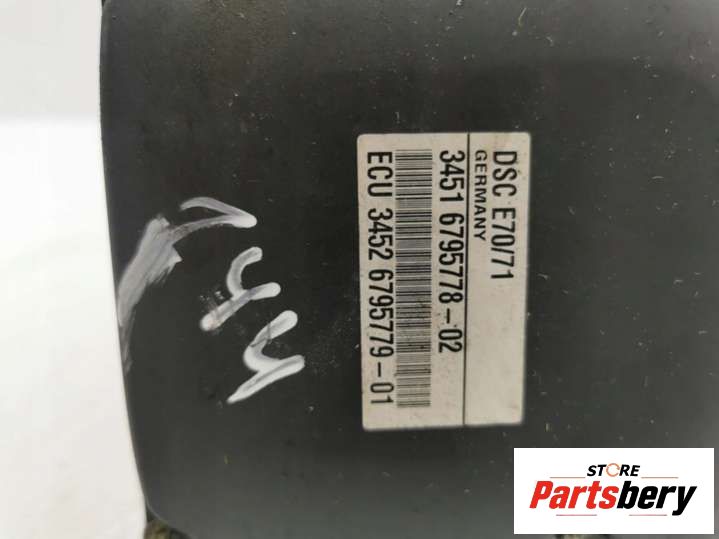 DSC E70/71
GERMANY
3451 6795778-02
ECU 3452 6795779-01
STORE
Partsbery